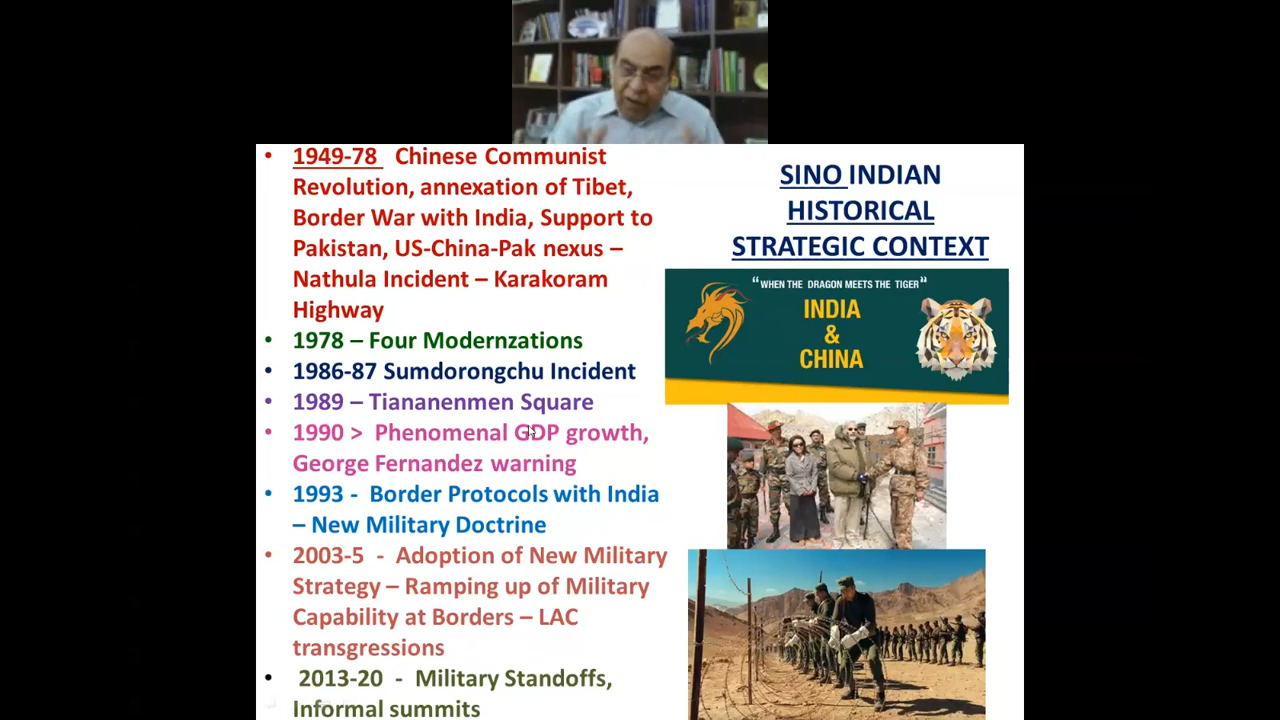 • 1949-78 Chinese Communist
Revolution, annexation of Tibet,
Border War with India, Support to
Pakistan, US-China-Pak nexus –
Nathula Incident – Karakoram
Highway
• 1978 – Four Modernzations
• 1986-87 Sumdorongchu Incident
• 1989 – Tiananenmen Square
• 1990 > Phenomenal GDP growth,
George Fernandez warning
• 1993 - Border Protocols with India
– New Military Doctrine
• 2003-5 - Adoption of New Military
Strategy – Ramping up of Military
Capability at Borders – LAC
transgressions
• 2013-20 - Military Standoffs,
Informal summits
SINO INDIAN
HISTORICAL
STRATEGIC CONTEXT
"WHEN THE DRAGON MEETS THE TIGER"
INDIA
&
CHINA